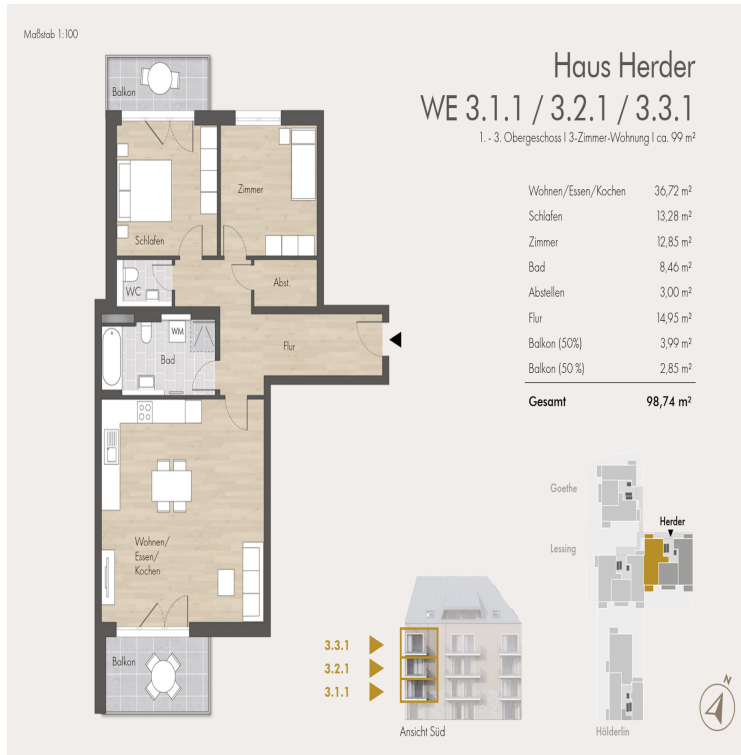 Maßstab 1:100
Haus Herder
WE 3.1.1 / 3.2.1 / 3.3.1
1. - 3. Obergeschoss I 3-Zimmer-Wohnung I ca. 99 m²
Wohnen/Essen/Kochen 36,72 m²
Schlafen 13,28 m²
Zimmer 12,85 m²
Bad 8,46 m²
Abstellen 3,00 m²
Flur 14,95 m²
Balkon (50%) 3,99 m²
Balkon (50 %) 2,85 m²
Gesamt 98,74 m²
Balkon
Zimmer
Schlafen
WC
Abst.
WM
Bad
Flur
Wohnen/
Essen/
Kochen
Balkon
Goethe
Herder
Lessing
Hölderlin
3.3.1
3.2.1
3.1.1
Ansicht Süd
N